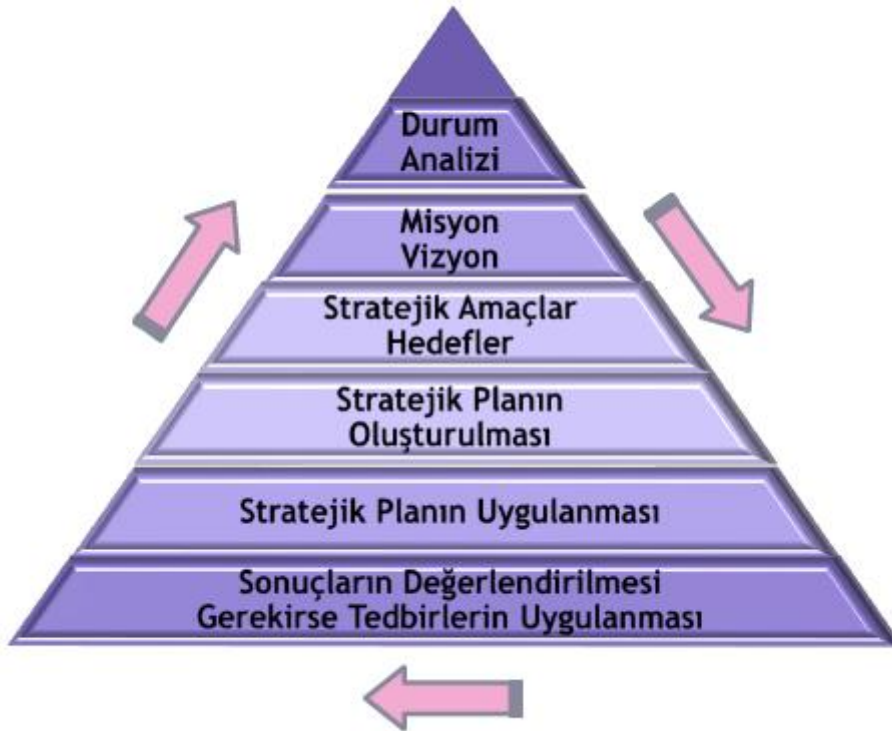 Durum
Analizi
Misyon
Vizyon
Stratejik Amaçlar
Hedefler
Stratejik Planın
Oluşturulması
Stratejik Planın Uygulanması
Sonuçların Değerlendirilmesi
Gerekirse Tedbirlerin Uygulanması